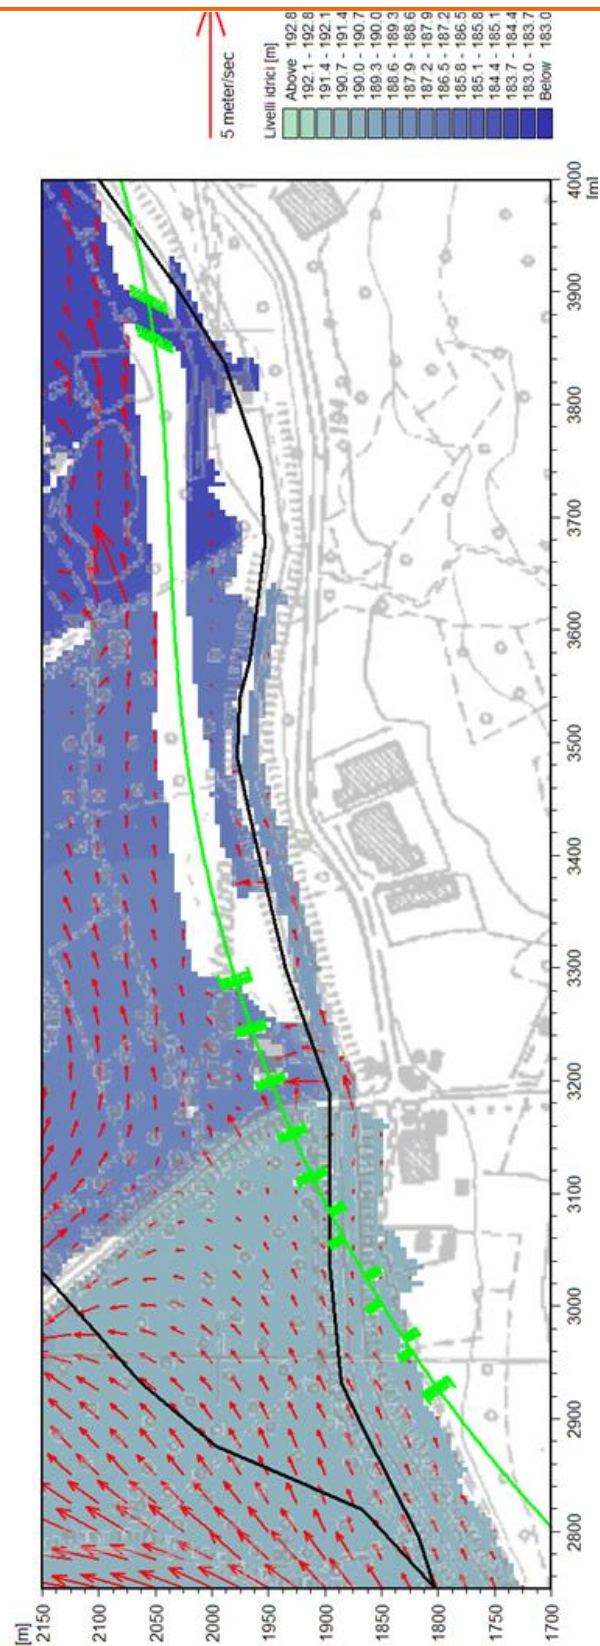 5 meter/sec
Livelli idrici [m]
Above 192.8
192.1 - 192.8
191.4 - 192.1
190.7 - 191.4
190.0 - 190.7
189.3 - 190.0
188.6 - 189.3
187.9 - 188.6
187.2 - 187.9
186.5 - 187.2
185.8 - 186.5
185.1 - 185.8
184.4 - 185.1
183.7 - 184.4
183.0 - 183.7
Below 183.0
[m]
2150
2100
2050
2000
1950
1900
1850
1800
1750
1700
2800
2900
3000
3100
3200
3300
3400
3500
3600
3700
3800
3900
4000
[m]
194